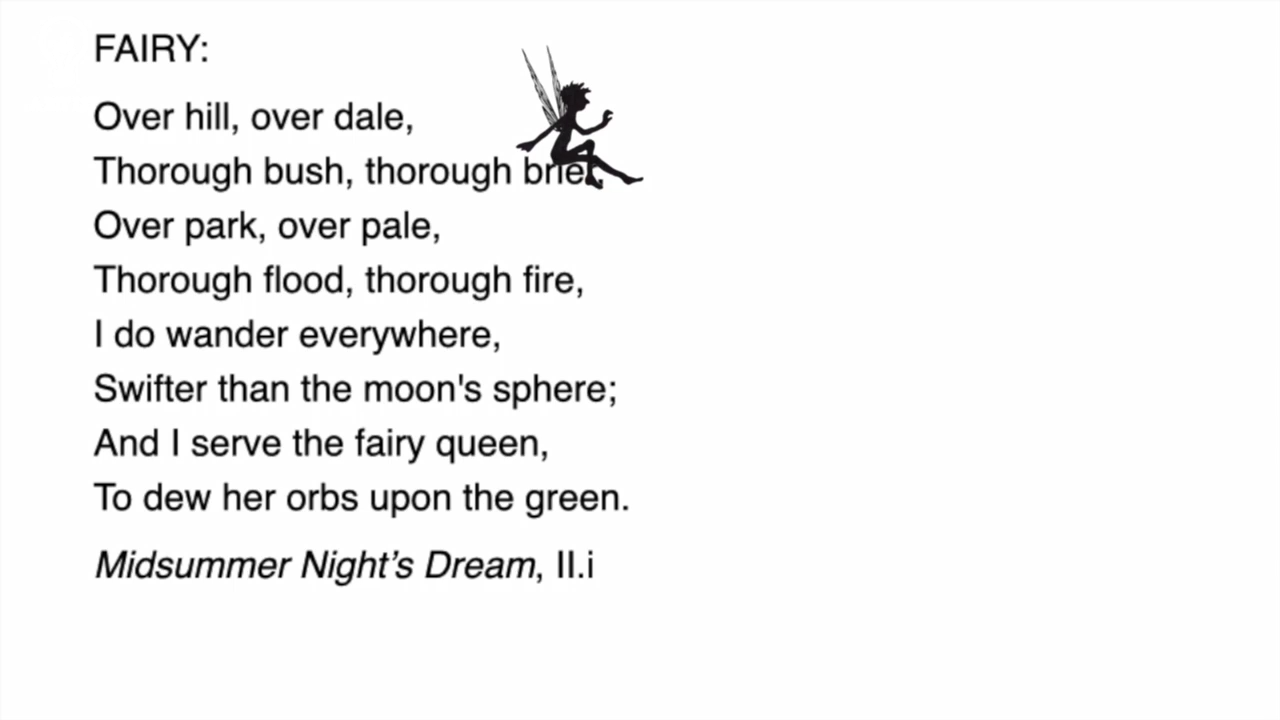 FAIRY:
Over hill, over dale,
Thorough bush, thorough brier,
Over park, over pale,
Thorough flood, thorough fire,
I do wander everywhere,
Swifter than the moon's sphere;
And I serve the fairy queen,
To dew her orbs upon the green.
Midsummer Night’s Dream, II.i